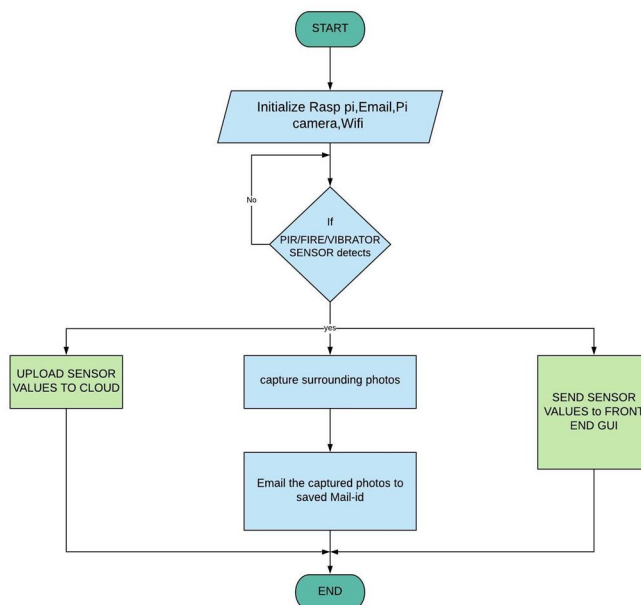 START
Initialize Rasp pi,Email,Pi
camera,Wifi
No
If
PIR/FIRE/VIBRATOR
SENSOR detects
yes
UPLOAD SENSOR
VALUES TO CLOUD
capture surrounding photos
SEND SENSOR
VALUES to FRONT
END GUI
Email the captured photos to
saved Mail-id
END